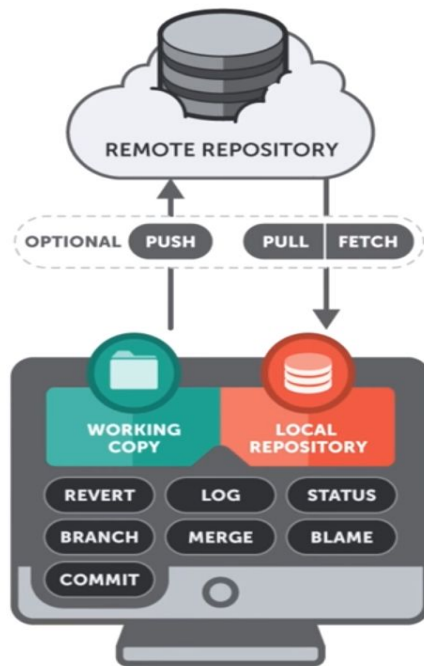 REMOTE REPOSITORY
OPTIONAL PUSH PULL FETCH
WORKING COPY
LOCAL REPOSITORY
REVERT LOG STATUS
BRANCH MERGE BLAME
COMMIT